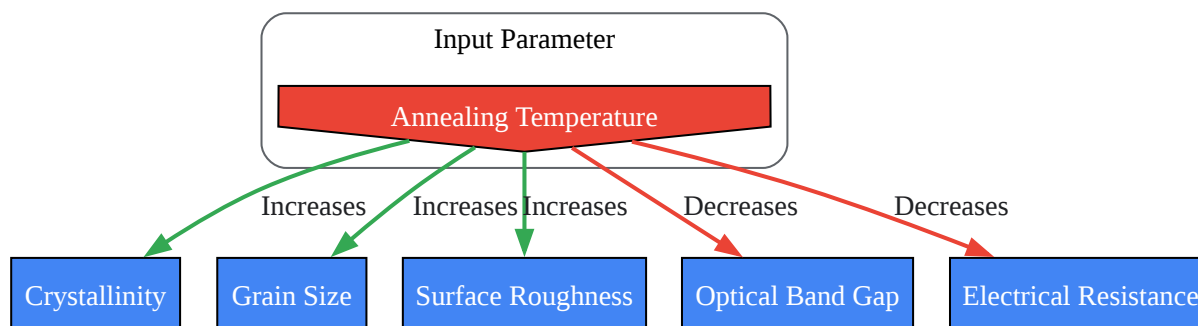 Input Parameter
Annealing Temperature
Increases
Increases
Increases
Decreases
Decreases
Crystallinity
Grain Size
Surface Roughness
Optical Band Gap
Electrical Resistance